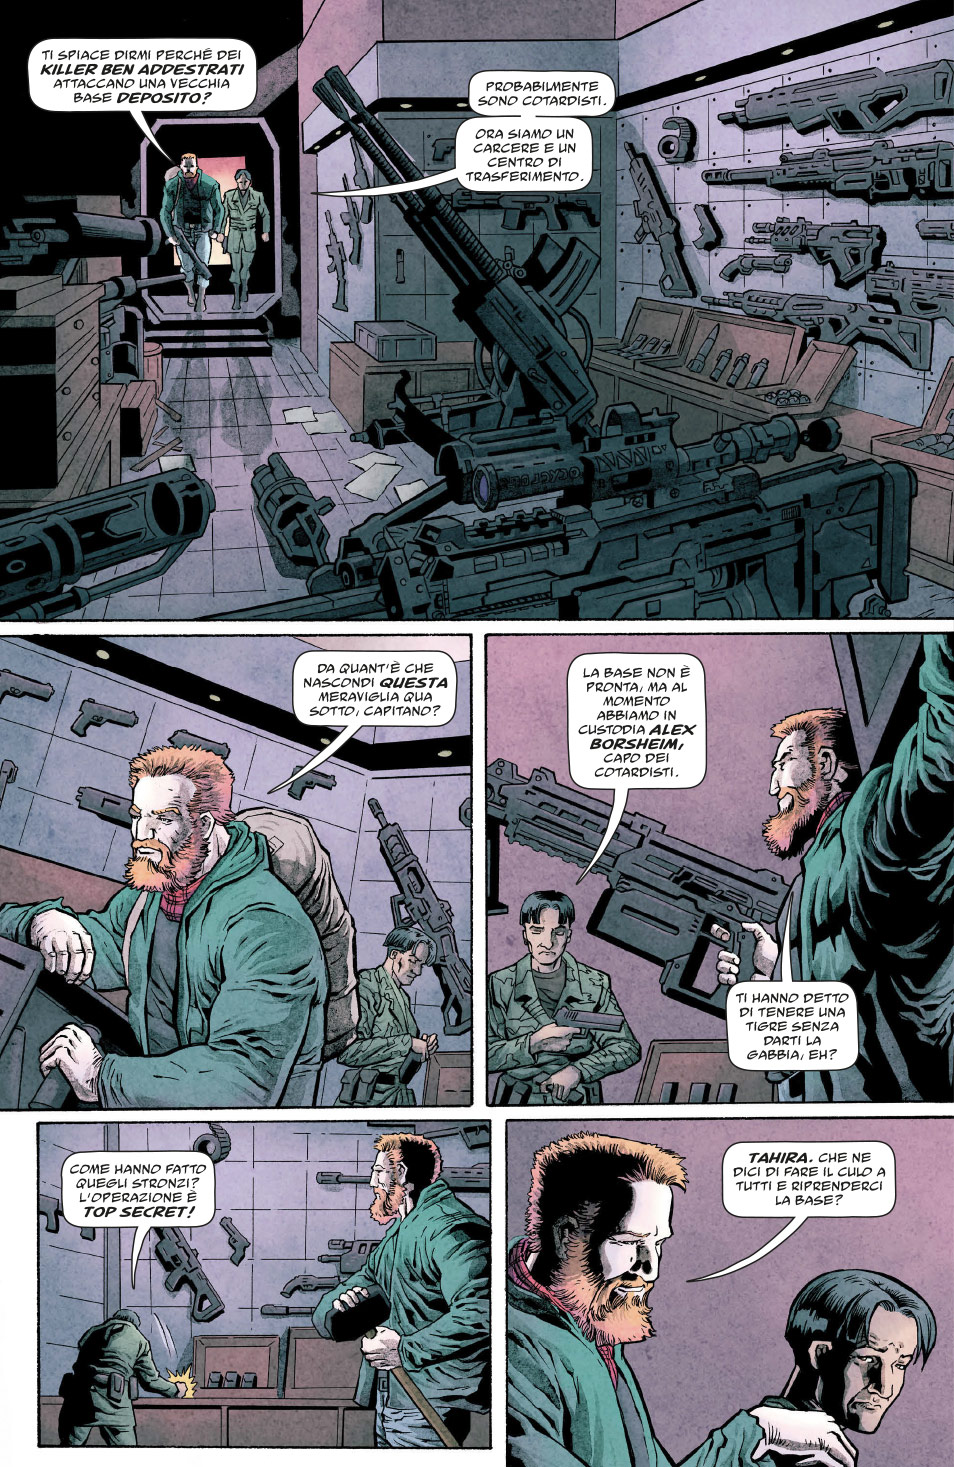 TI SPIACE DIRMI PERCHÉ DEI
KILLER BEN ADDESTRATI
ATTACCANO UNA VECCHIA
BASE DEPOSITO?
PROBABILMENTE
SONO COTARDISTI.
ORA SIAMO UN
CARCERE E UN
CENTRO DI
TRASFERIMENTO.
DA QUANT'È CHE
NASCONDI QUESTA
MERAVIGLIA QUA
SOTTO, CAPITANO?
LA BASE NON È
PRONTA, MA AL
MOMENTO
ABBIAMO IN
CUSTODIA ALEX
BORSHEIM,
CAPO DEI
COTARDISTI.
TI HANNO DETTO
DI TENERE UNA
TIGRE SENZA
DARTI LA
GABBIA, EH?
COME HANNO FATTO
QUEGLI STRONZI?
L'OPERAZIONE È
TOP SECRET!
TAHIRA. CHE NE
DICI DI FARE IL CULO A
TUTTI E RIPRENDERCI
LA BASE?